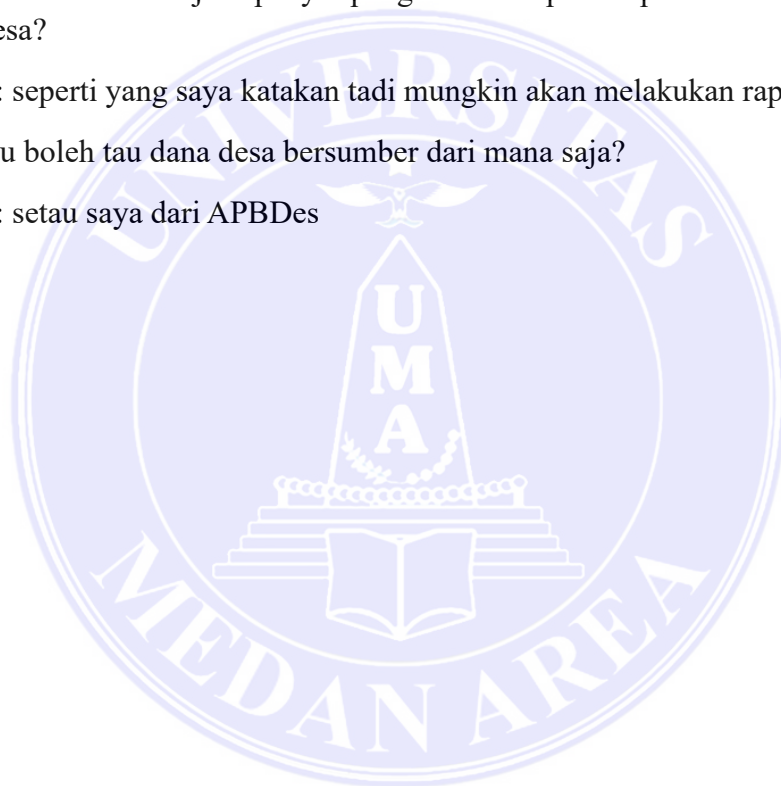 esa?
: seperti yang saya katakan tadi mungkin akan melakukan rap
u boleh tau dana desa bersumber dari mana saja?
: setau saya dari APBDes
UNIVERSITAS
U
M
A
MEDAN AREA